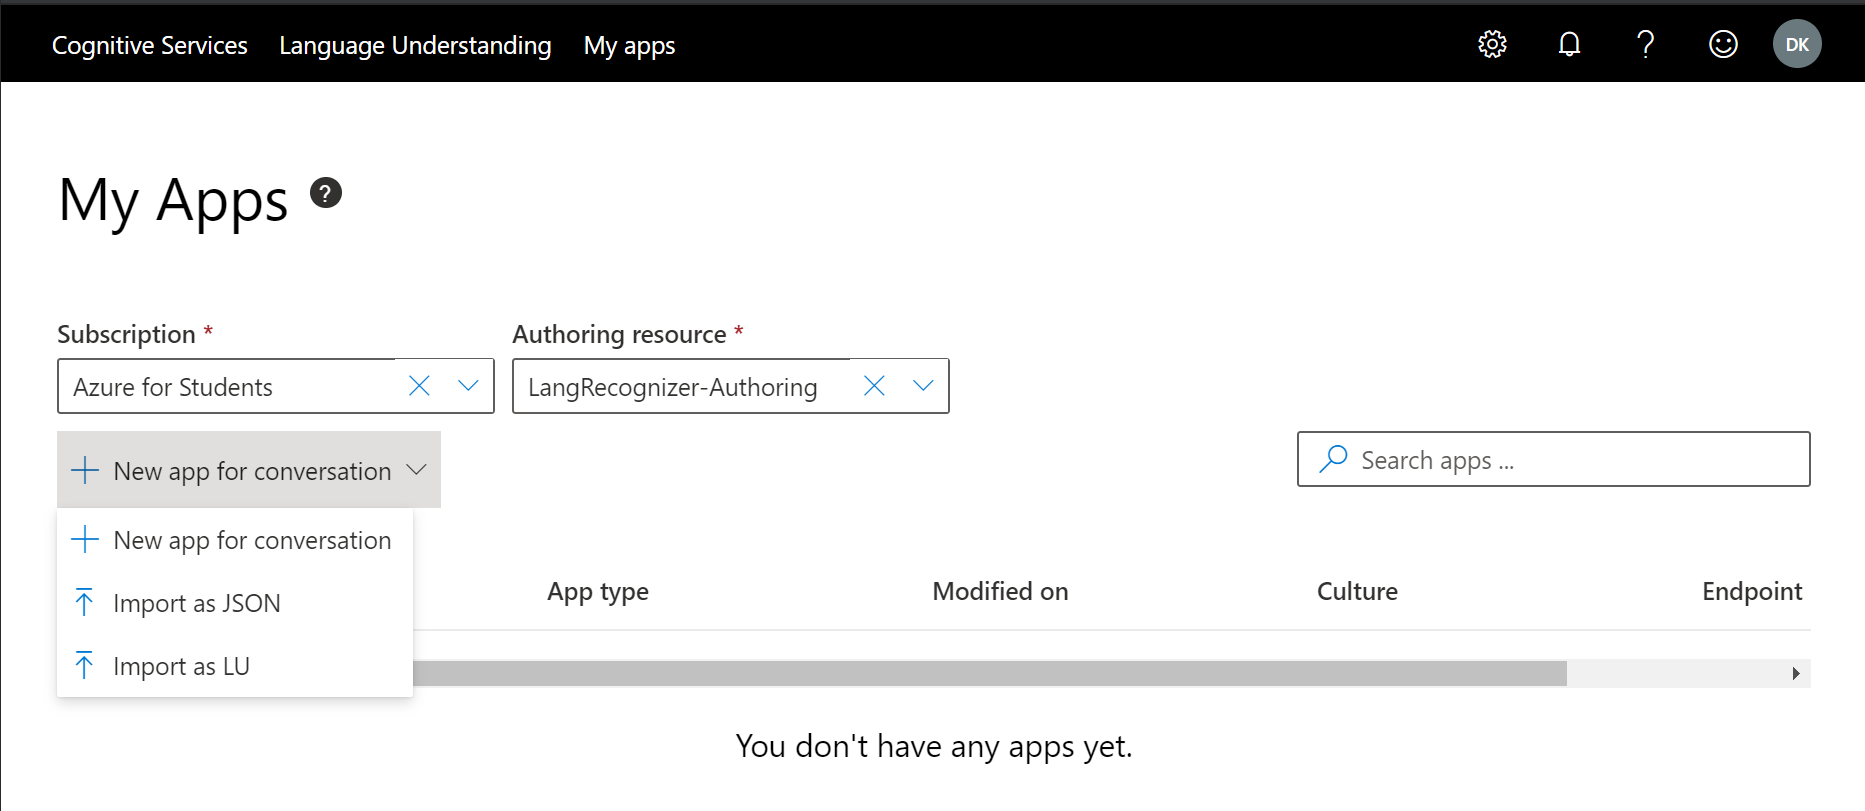 Cognitive Services Language Understanding My apps ? DK
My Apps ?
Subscription * Authoring resource *
Azure for Students LangRecognizer-Authoring
New app for conversation Search apps ...
New app for conversation
App type Modified on Culture Endpoint
Import as JSON
Import as LU
You don't have any apps yet.